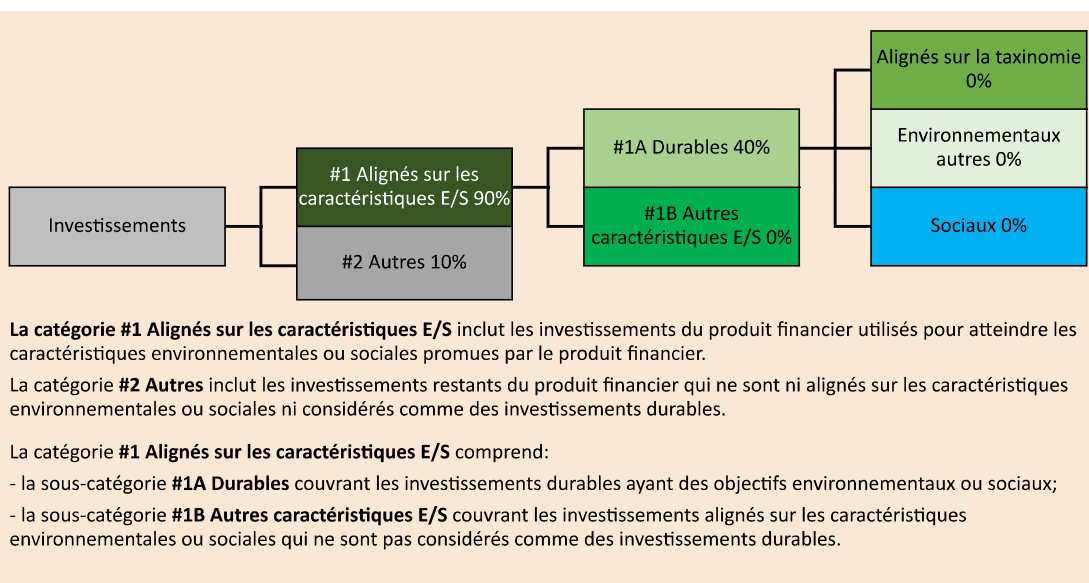 Investissements
#1 Alignés sur les
caractéristiques E/S 90%
#2 Autres 10%
#1A Durables 40%
#1B Autres
caractéristiques E/S 0%
Alignés sur la taxinomie
0%
Environnementaux
autres 0%
Sociaux 0%
La catégorie #1 Alignés sur les caractéristiques E/S inclut les investissements du produit financier utilisés pour atteindre les
caractéristiques environnementales ou sociales promues par le produit financier.
La catégorie #2 Autres inclut les investissements restants du produit financier qui ne sont ni alignés sur les caractéristiques
environnementales ou sociales ni considérés comme des investissements durables.
La catégorie #1 Alignés sur les caractéristiques E/S comprend:
- la sous-catégorie #1A Durables couvrant les investissements durables ayant des objectifs environnementaux ou sociaux;
- la sous-catégorie #1B Autres caractéristiques E/S couvrant les investissements alignés sur les caractéristiques
environnementales ou sociales qui ne sont pas considérés comme des investissements durables.